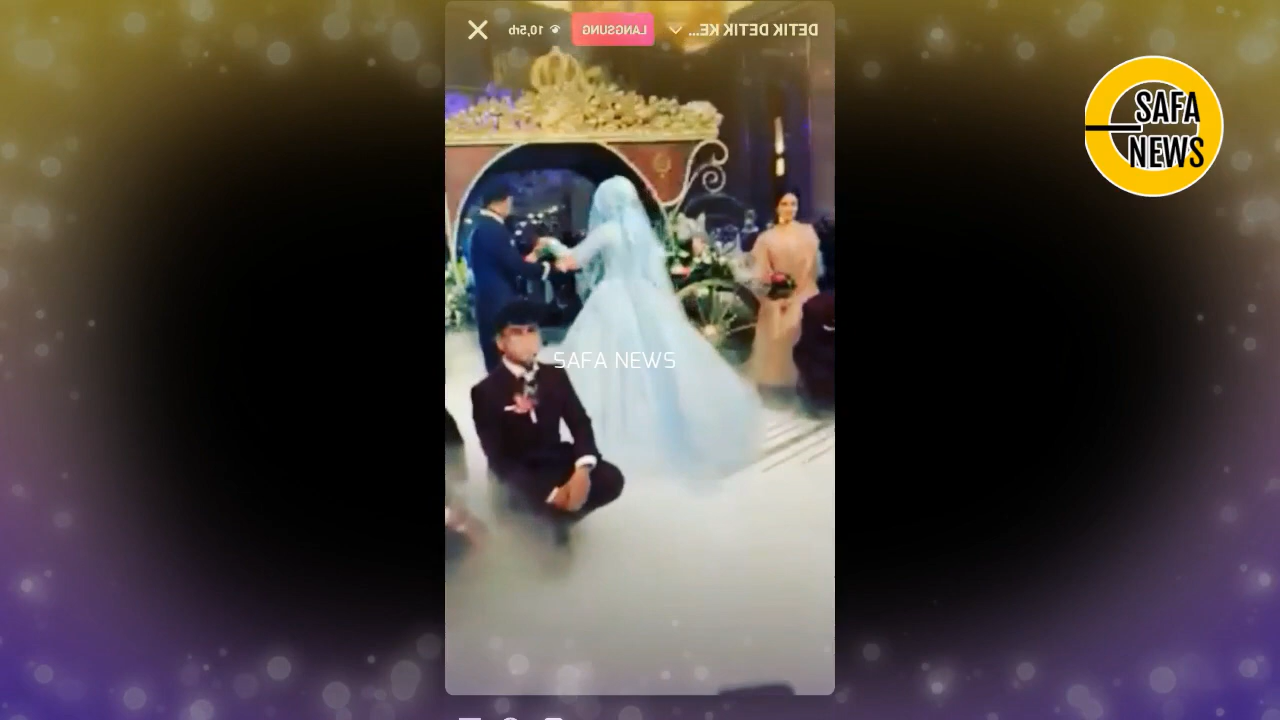 DETIK DETIK KE...
LANGSUNG
10,5rb
SAFA
NEWS
SAFA NEWS